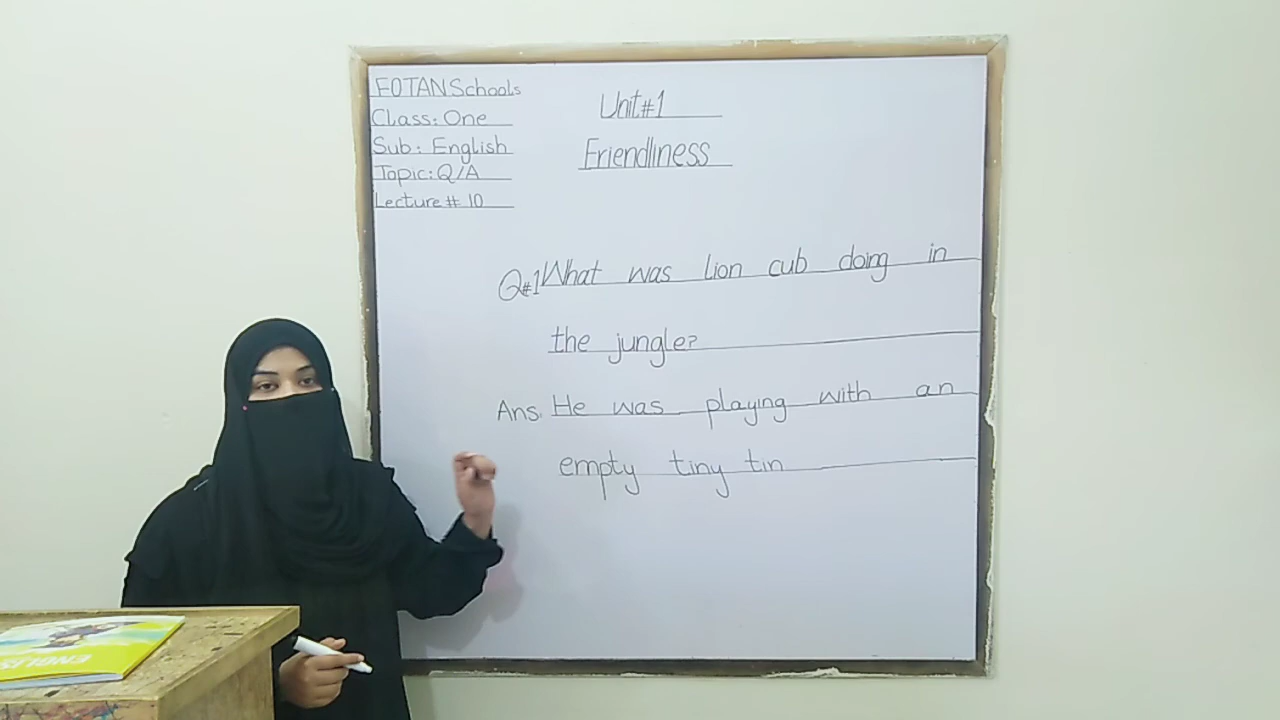 FOTAN Schools
Class: One
Sub: English
Topic: Q/A
Lecture # 10
Unit #1
Friendliness
Q#1 What was lion cub doing in
the jungle?
Ans: He was playing with an
empty tiny tin
ENGLIS